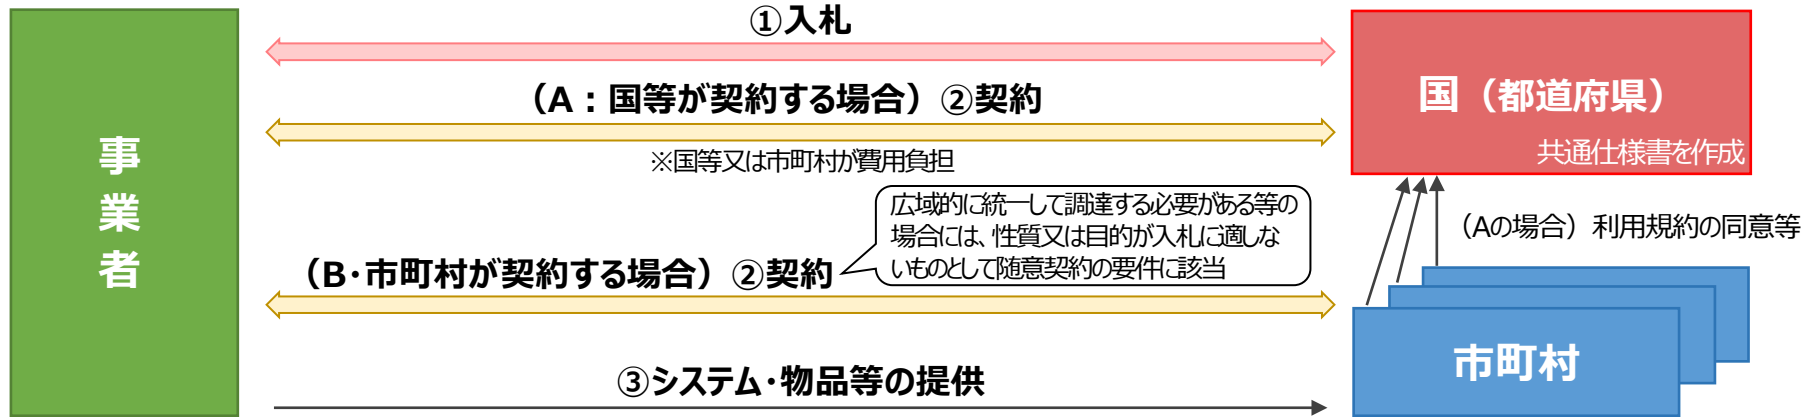 事業者
①入札
（A：国等が契約する場合）②契約
※国等又は市町村が費用負担
国（都道府県）
共通仕様書を作成
（Aの場合）利用規約の同意等
広域的に統一して調達する必要がある等の
場合には、性質又は目的が入札に適しな
いものとして随意契約の要件に該当
（B･市町村が契約する場合）②契約
市町村
③システム･物品等の提供